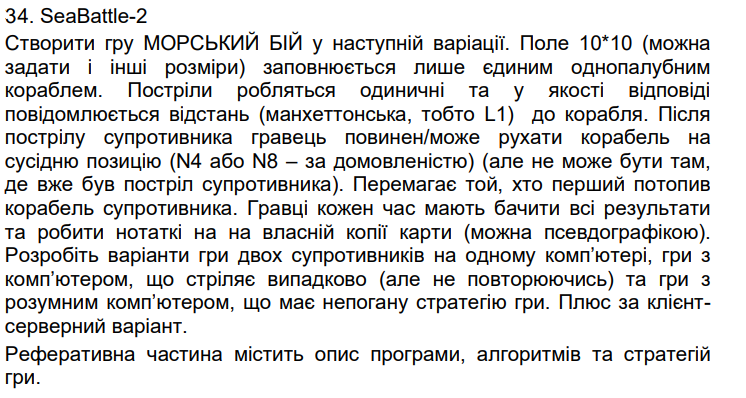 34. SeaBattle-2
Створити гру МОРСЬКИЙ БІЙ у наступній варіації. Поле 10*10 (можна
задати і інші розміри) заповнюється лише єдиним однопалубним
кораблем. Постріли робляться одиничні та у якості відповіді
повідомлюється відстань (манхеттонська, тобто L1)  до корабля. Після
пострілу супротивника гравець повинен/може рухати корабель на
сусідню позицію (N4 або N8 – за домовленістю) (але не може бути там,
де вже був постріл супротивника). Перемагає той, хто перший потопив
корабель супротивника. Гравці кожен час мають бачити всі результати
та робити нотаткі на на власній копії карти (можна псевдографікою).
Розробіть варіанти гри двох супротивників на одному комп’ютері, гри з
комп’ютером, що стріляє випадково (але не повторюючись) та гри з
розумним комп’ютером, що має непогану стратегію гри. Плюс за клієнт-
серверний варіант.
Реферативна частина містить опис програми, алгоритмів та стратегій
гри.